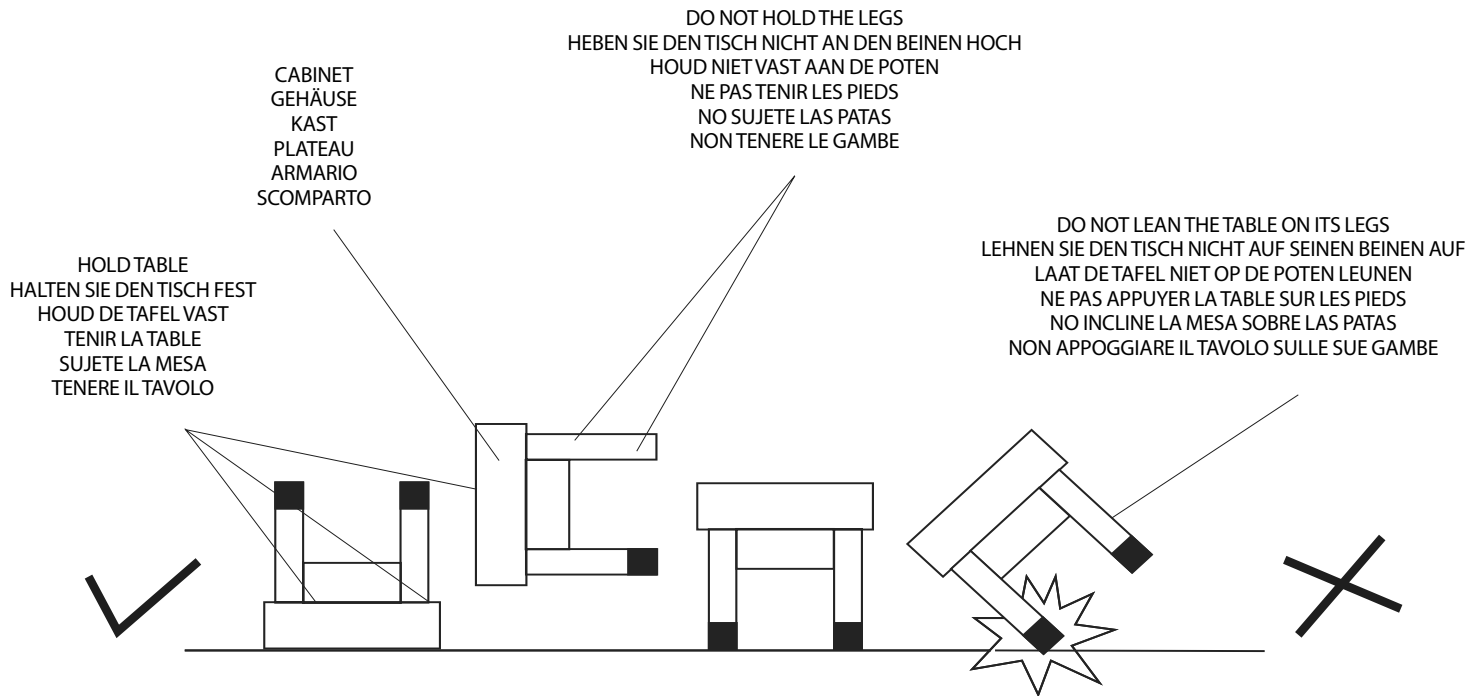 DO NOT HOLD THE LEGS
HEBEN SIE DEN TISCH NICHT AN DEN BEINEN HOCH
HOUD NIET VAST AAN DE POTEN
NE PAS TENIR LES PIEDS
NO SUJETE LAS PATAS
NON TENERE LE GAMBE
CABINET
GEHÄUSE
KAST
PLATEAU
ARMARIO
SCOMPARTO
DO NOT LEAN THE TABLE ON ITS LEGS
LEHNEN SIE DEN TISCH NICHT AUF SEINEN BEINEN AUF
LAAT DE TAFEL NIET OP DE POTEN LEUNEN
NE PAS APPUYER LA TABLE SUR LES PIEDS
NO INCLINE LA MESA SOBRE LAS PATAS
NON APPOGGIARE IL TAVOLO SULLE SUE GAMBE
HOLD TABLE
HALTEN SIE DEN TISCH FEST
HOUD DE TAFEL VAST
TENIR LA TABLE
SUJETE LA MESA
TENERE IL TAVOLO